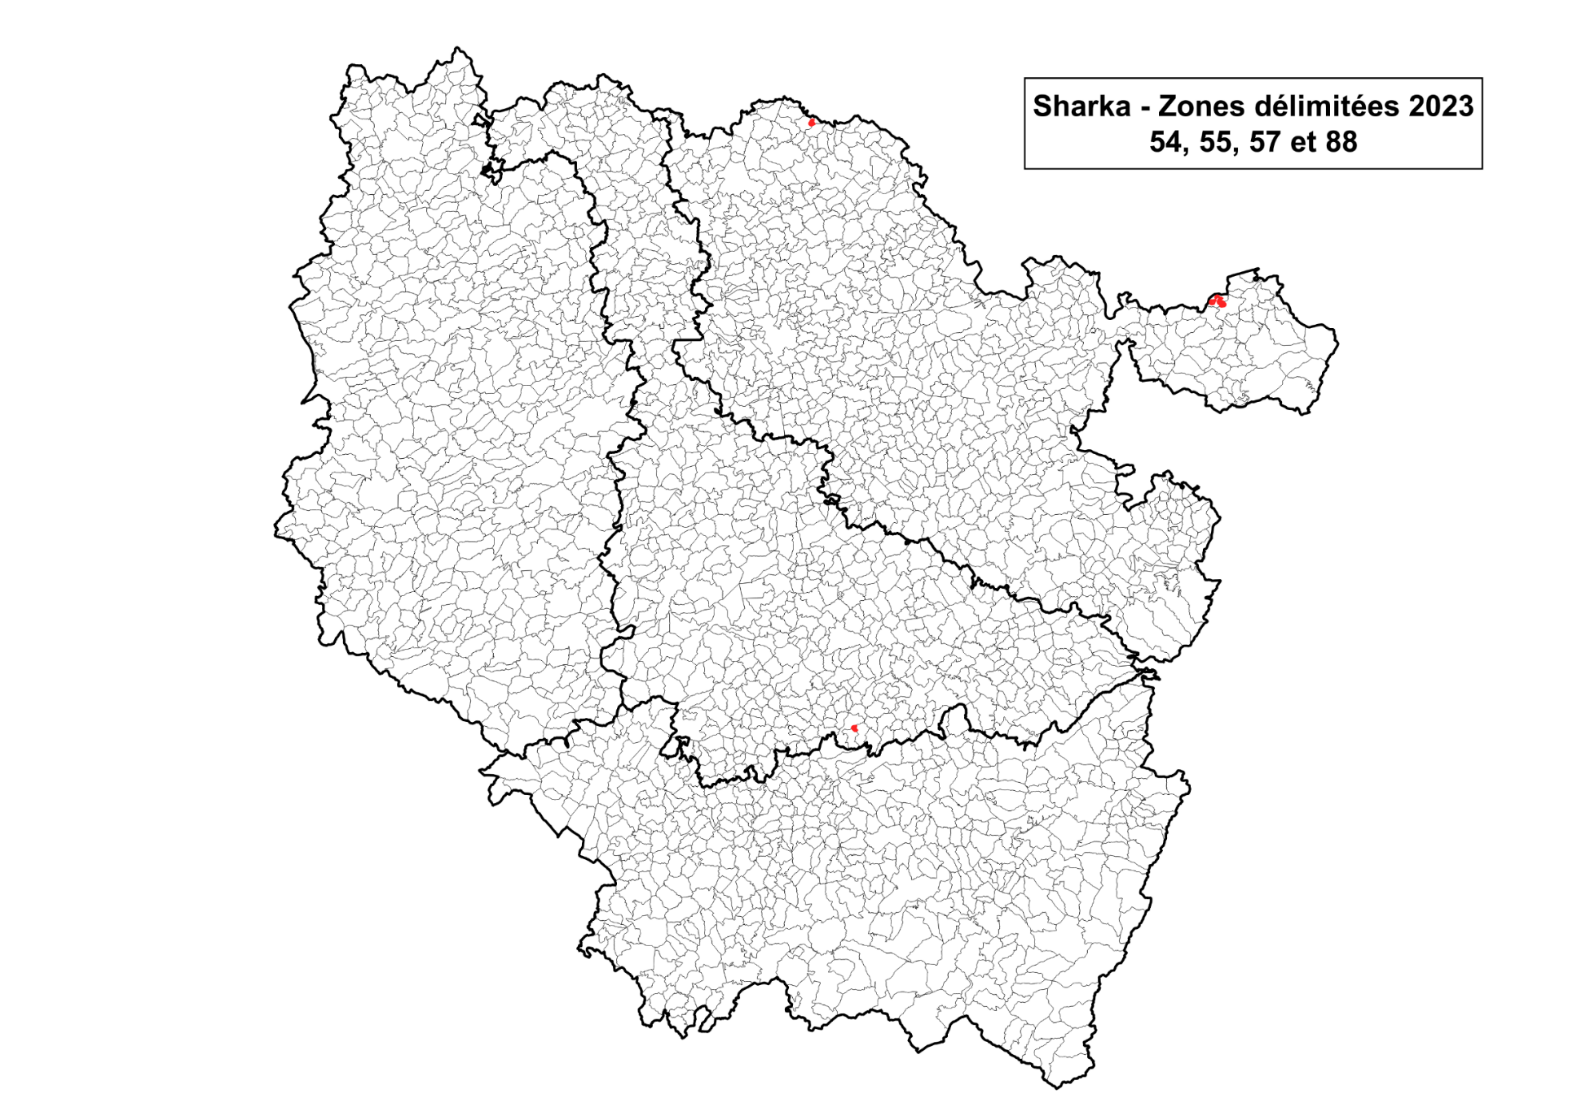 Sharka - Zones délimitées 2023
54, 55, 57 et 88